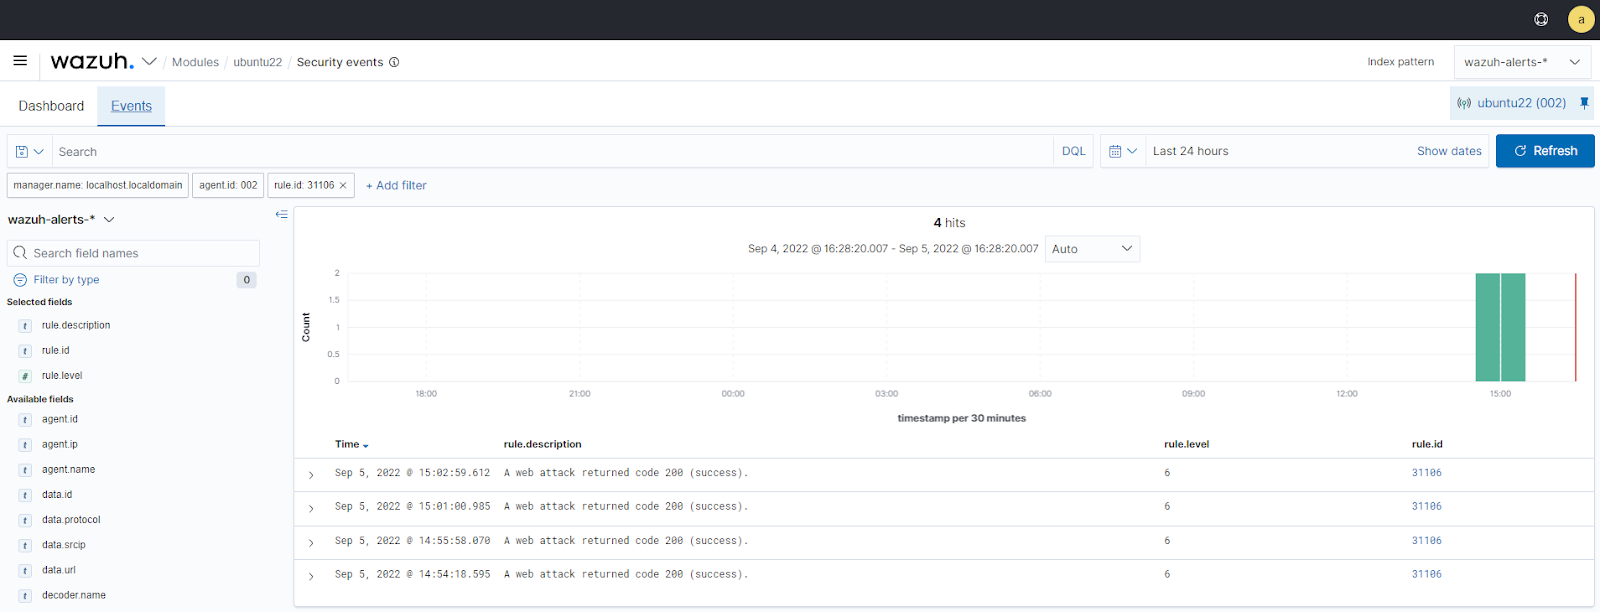 a
wazuh. / Modules / ubuntu22 / Security events Index pattern wazuh-alerts-*
Dashboard Events ubuntu22 (002)
Search DQL Last 24 hours Show dates Refresh
manager.name: localhost.localdomain agent.id: 002 rule.id: 31106 × + Add filter
wazuh-alerts-*
Search field names
Filter by type 0
Selected fields
t rule.description
t rule.id
# rule.level
Available fields
t agent.id
t agent.ip
t agent.name
t data.id
t data.protocol
t data.srcip
t data.url
t decoder.name
4 hits
Sep 4, 2022 @ 16:28:20.007 - Sep 5, 2022 @ 16:28:20.007 Auto
Count
2
1.5
1
0.5
0
18:00 21:00 00:00 03:00 06:00 09:00 12:00 15:00
timestamp per 30 minutes
Time rule.description rule.level rule.id
Sep 5, 2022 @ 15:02:59.612 A web attack returned code 200 (success). 6 31106
Sep 5, 2022 @ 15:01:00.985 A web attack returned code 200 (success). 6 31106
Sep 5, 2022 @ 14:55:58.070 A web attack returned code 200 (success). 6 31106
Sep 5, 2022 @ 14:54:18.595 A web attack returned code 200 (success). 6 31106